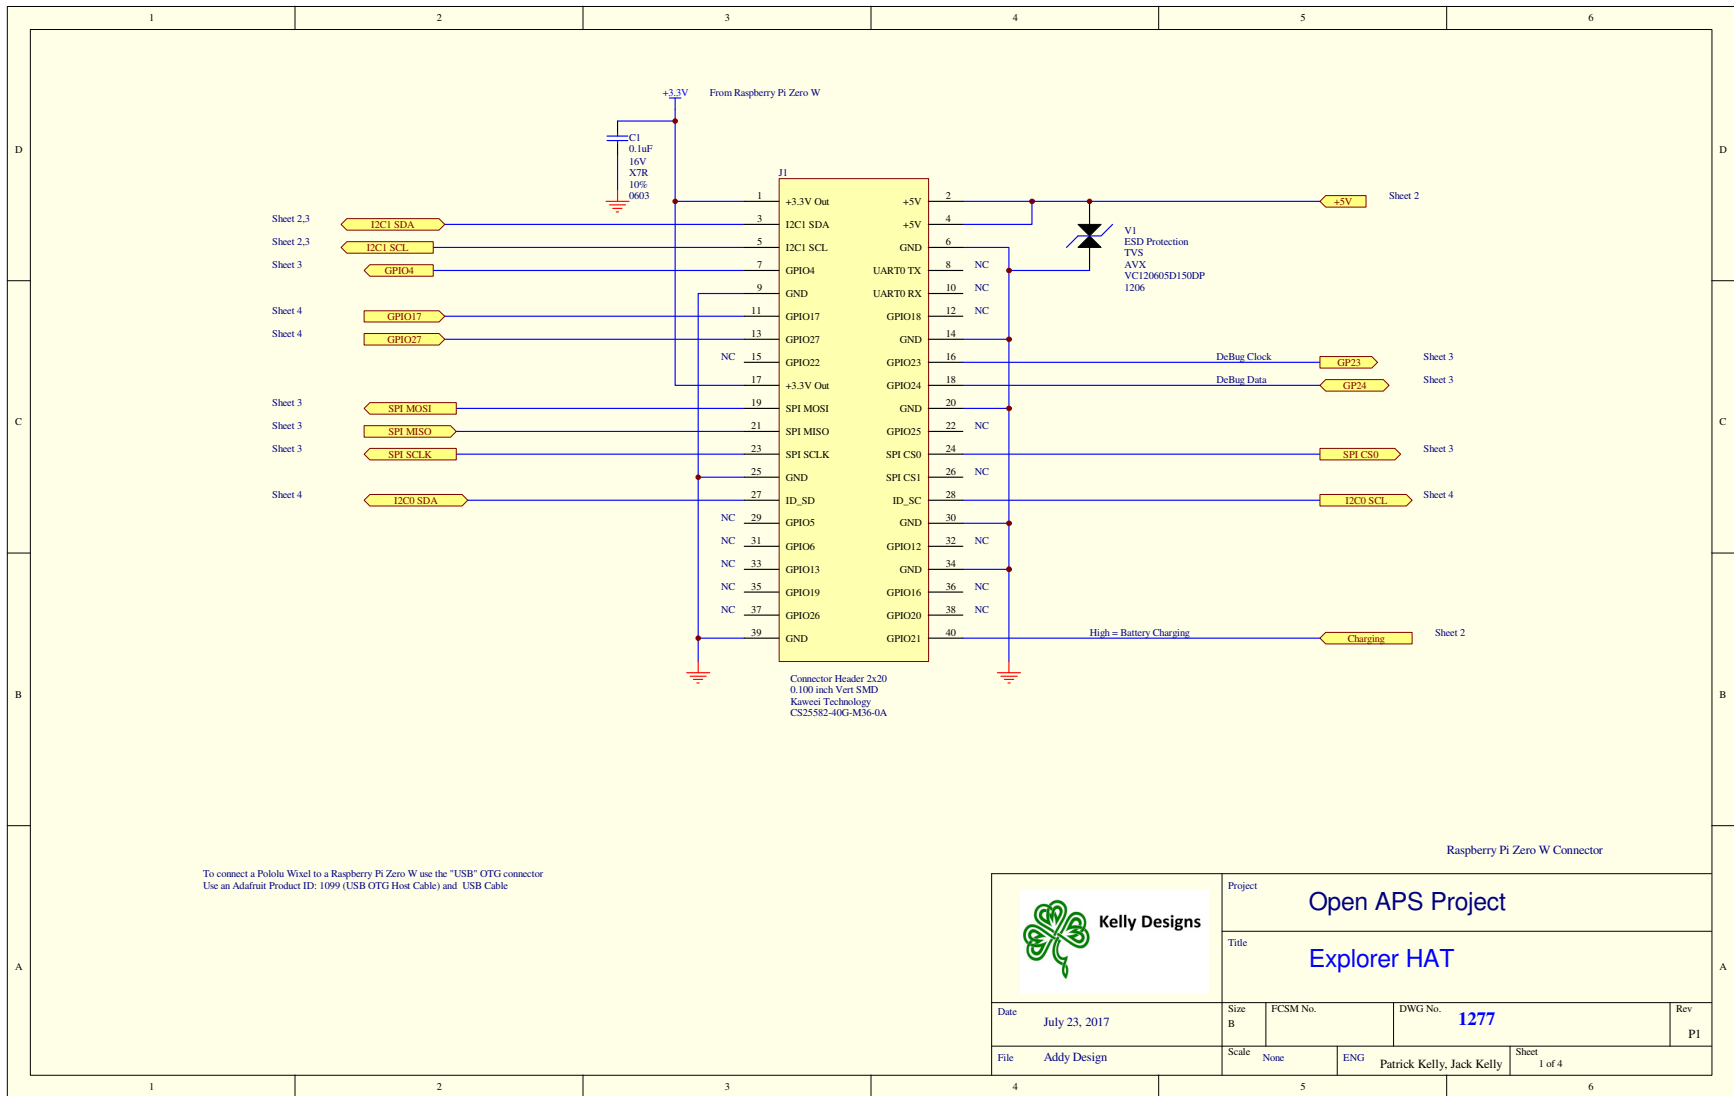 1 2 3 4 5 6
D D
C C
B B
A A
+3.3V From Raspberry Pi Zero W
C1
0.1uF
16V
X7R
10%
0603
J1
1 +3.3V Out +5V 2 +5V Sheet 2
Sheet 2,3 I2C1 SDA 3 I2C1 SDA +5V 4
Sheet 2,3 I2C1 SCL 5 I2C1 SCL GND 6
Sheet 3 GPIO4 7 GPIO4 UART0 TX 8 NC
9 GND UART0 RX 10 NC
Sheet 4 GPIO17 11 GPIO17 GPIO18 12 NC
Sheet 4 GPIO27 13 GPIO27 GND 14
NC 15 GPIO22 GPIO23 16 DeBug Clock GP23 Sheet 3
17 +3.3V Out GPIO24 18 DeBug Data GP24 Sheet 3
Sheet 3 SPI MOSI 19 SPI MOSI GND 20
Sheet 3 SPI MISO 21 SPI MISO GPIO25 22 NC
Sheet 3 SPI SCLK 23 SPI SCLK SPI CS0 24 SPI CS0 Sheet 3
25 GND SPI CS1 26 NC
Sheet 4 I2C0 SDA 27 ID_SD ID_SC 28 I2C0 SCL Sheet 4
NC 29 GPIO5 GND 30
NC 31 GPIO6 GPIO12 32 NC
NC 33 GPIO13 GND 34
NC 35 GPIO19 GPIO16 36 NC
NC 37 GPIO26 GPIO20 38 NC
39 GND GPIO21 40 High = Battery Charging Charging Sheet 2
V1
ESD Protection
TVS
AVX
VC120605D150DP
1206
Connector Header 2x20
0.100 inch Vert SMD
Kaweei Technology
CS25582-40G-M36-0A
To connect a Pololu Wixel to a Raspberry Pi Zero W use the "USB" OTG connector
Use an Adafruit Product ID: 1099 (USB OTG Host Cable) and USB Cable
Raspberry Pi Zero W Connector
Kelly Designs
Project Open APS Project
Title Explorer HAT
Date July 23, 2017
Size B
FCSM No.
DWG No. 1277
Rev P1
File Addy Design
Scale None
ENG Patrick Kelly, Jack Kelly
Sheet 1 of 4
1 2 3 4 5 6